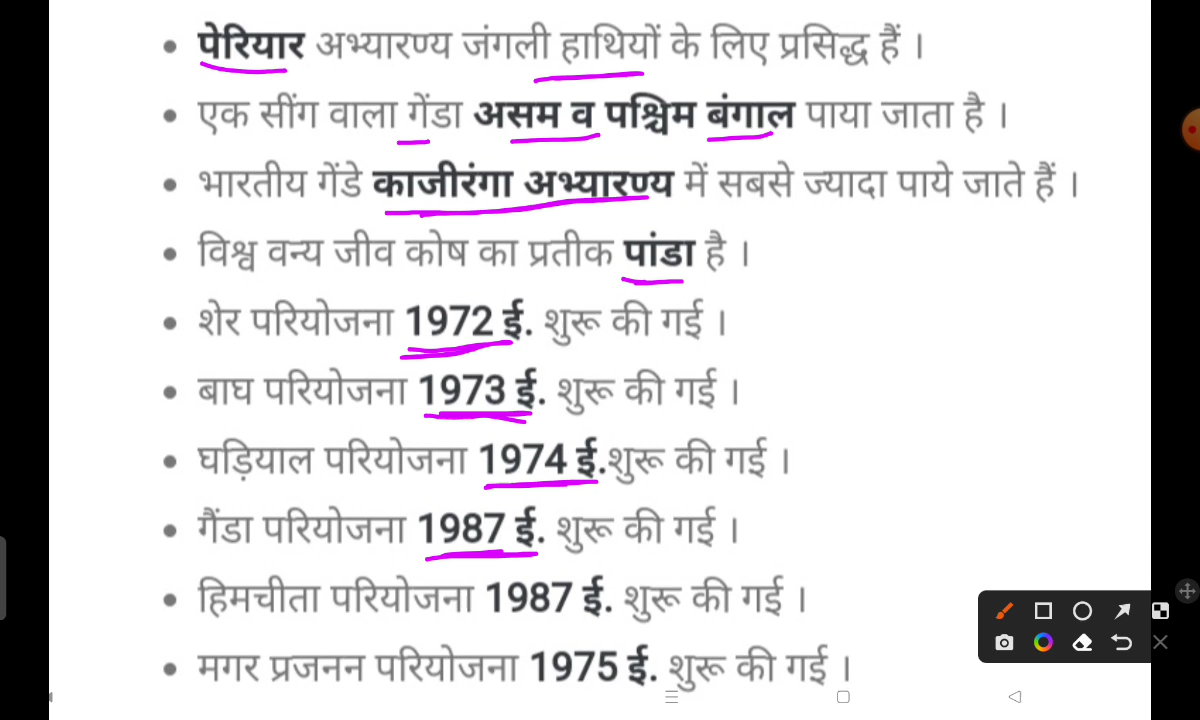 • पेरियार अभ्यारण्य जंगली हाथियों के लिए प्रसिद्ध हैं ।
• एक सींग वाला गेंडा असम व पश्चिम बंगाल पाया जाता है ।
• भारतीय गेंडे काजीरंगा अभ्यारण्य में सबसे ज्यादा पाये जाते हैं ।
• विश्व वन्य जीव कोष का प्रतीक पांडा है ।
• शेर परियोजना 1972 ई. शुरू की गई ।
• बाघ परियोजना 1973 ई. शुरू की गई ।
• घड़ियाल परियोजना 1974 ई.शुरू की गई ।
• गैंडा परियोजना 1987 ई. शुरू की गई ।
• हिमचीता परियोजना 1987 ई. शुरू की गई ।
• मगर प्रजनन परियोजना 1975 ई. शुरू की गई ।